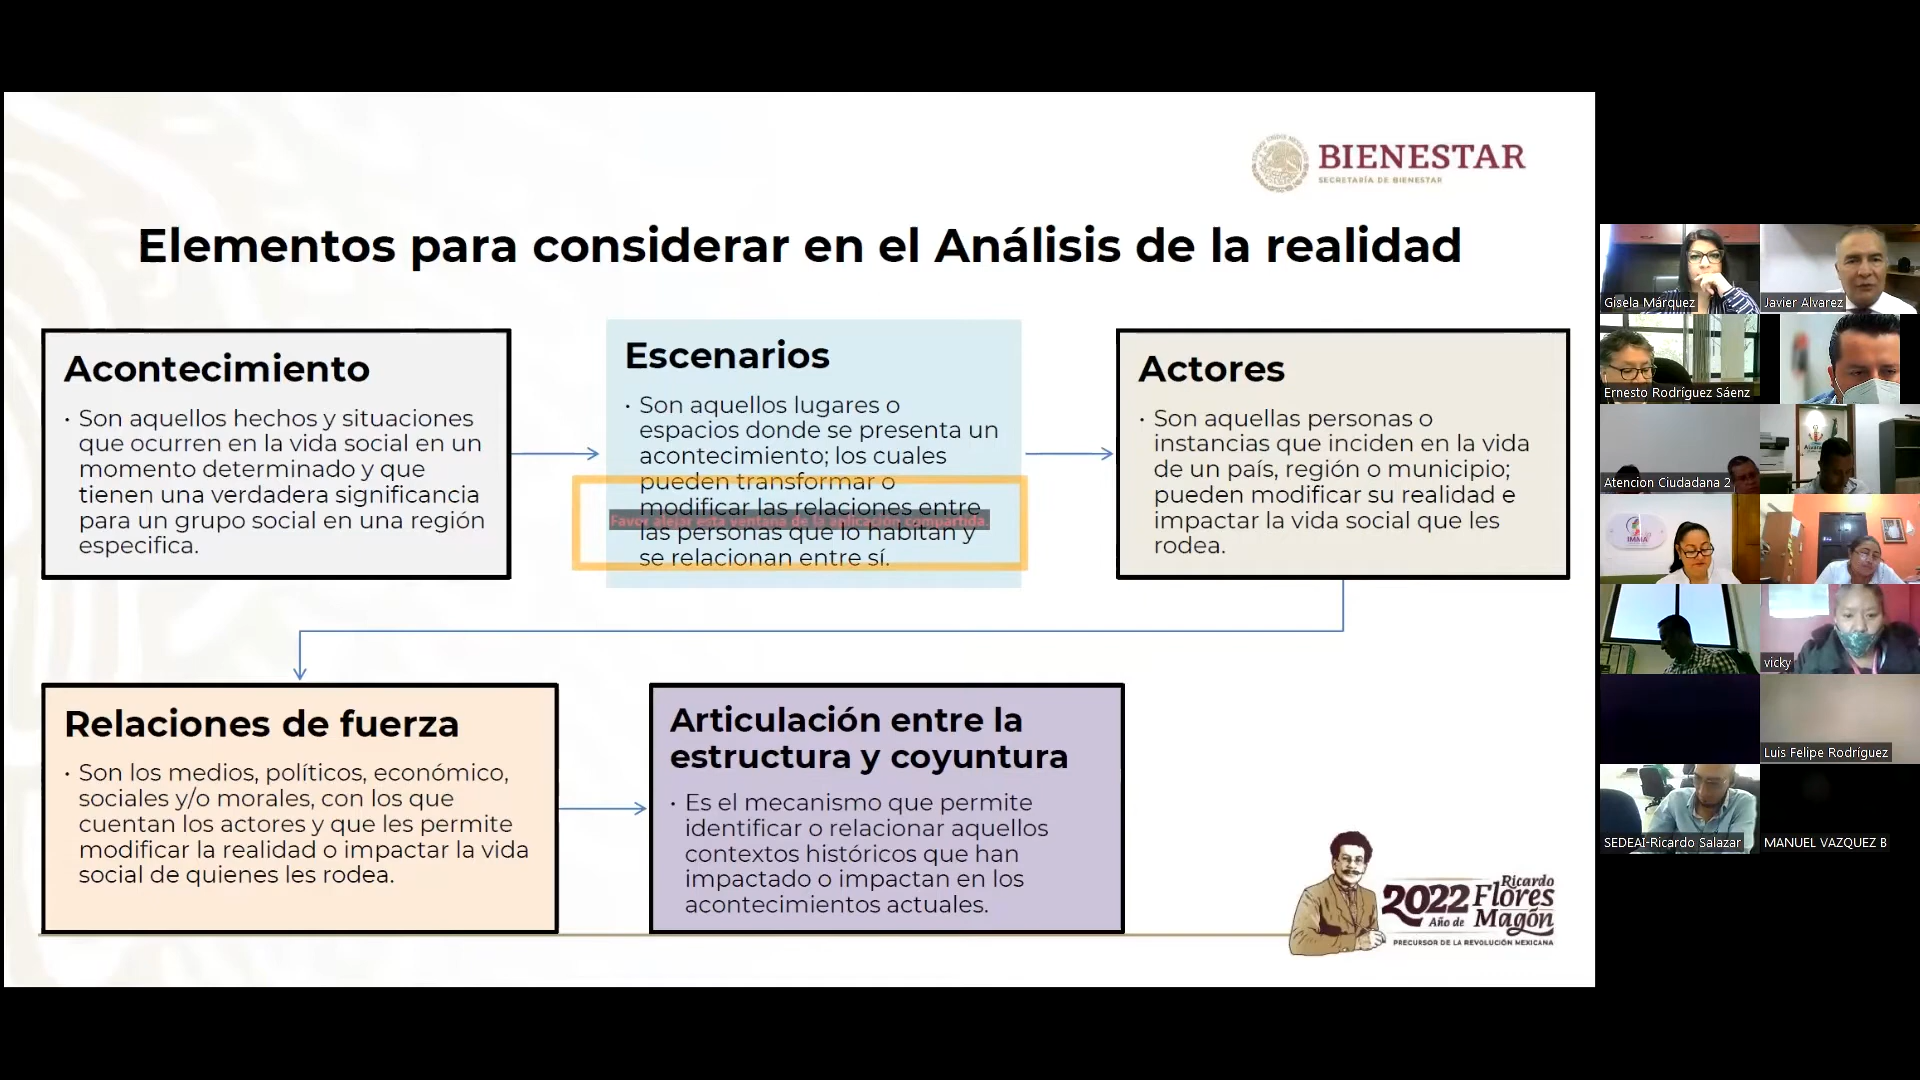 BIENESTAR
SECRETARÍA DE BIENESTAR
Elementos para considerar en el Análisis de la realidad
Acontecimiento
· Son aquellos hechos y situaciones
que ocurren en la vida social en un
momento determinado y que
tienen una verdadera significancia
para un grupo social en una región
especifica.
Escenarios
· Son aquellos lugares o
espacios donde se presenta un
acontecimiento; los cuales
pueden transformar o
modificar las relaciones entre
Favor alejar esta ventana de la aplicación compartida.
las personas que lo habitan y
se relacionan entre sí.
Actores
· Son aquellas personas o
instancias que inciden en la vida
de un país, región o municipio;
pueden modificar su realidad e
impactar la vida social que les
rodea.
Relaciones de fuerza
· Son los medios, políticos, económico,
sociales y/o morales, con los que
cuentan los actores y que les permite
modificar la realidad o impactar la vida
social de quienes les rodea.
Articulación entre la
estructura y coyuntura
· Es el mecanismo que permite
identificar o relacionar aquellos
contextos históricos que han
impactado o impactan en los
acontecimientos actuales.
2022 Ricardo
Flores
Año de Magón
PRECURSOR DE LA REVOLUCIÓN MEXICANA
Gisela Márquez
Javier Alvarez
Ernesto Rodríguez Sáenz
Atencion Ciudadana 2
IMMA
vicky
Luis Felipe Rodríguez
SEDEAI-Ricardo Salazar
MANUEL VAZQUEZ B